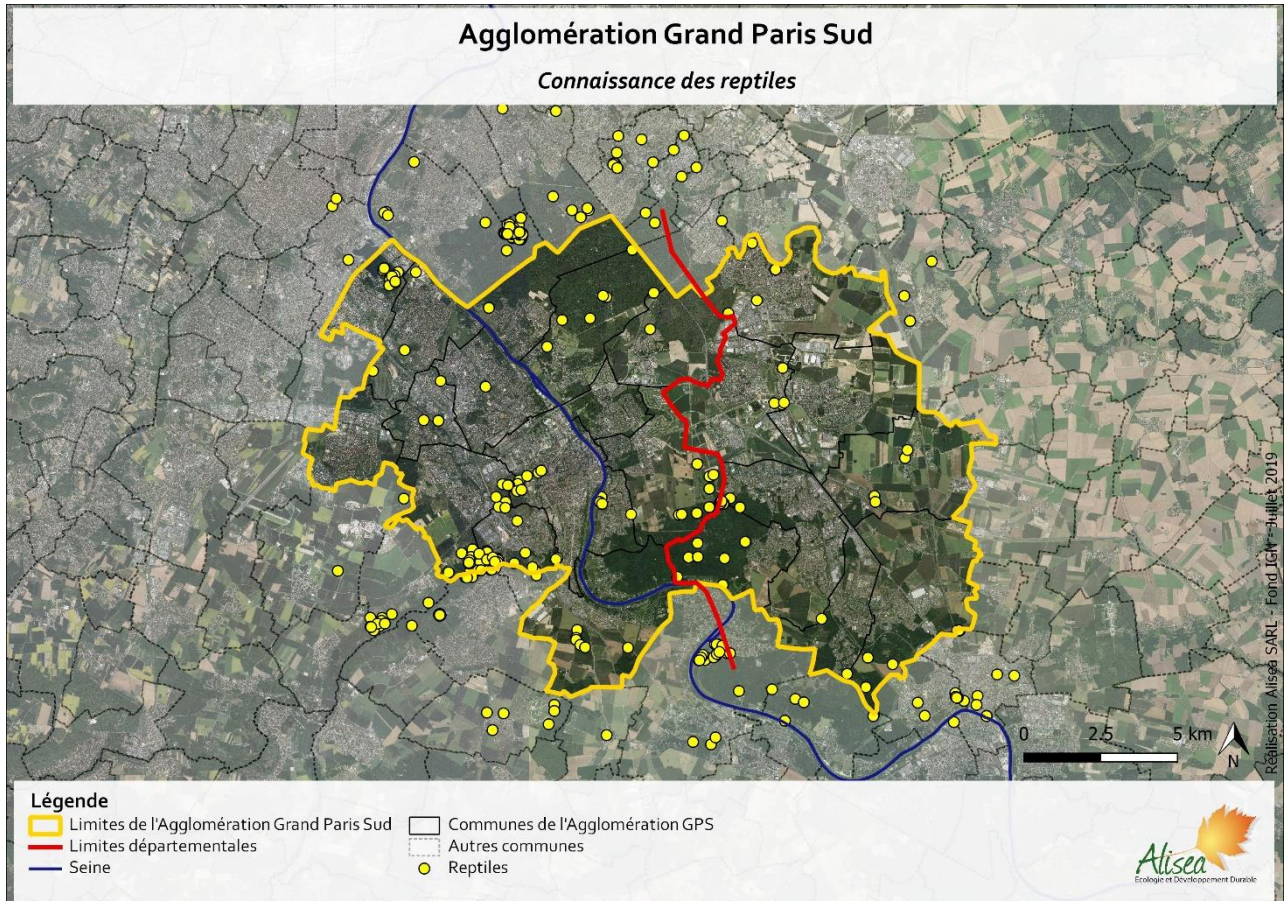 Agglomération Grand Paris Sud
Connaissance des reptiles
Réalisation Alisea SARL - Fond IGN - Juillet 2019
0 2.5 5 km
N
Légende
Limites de l'Agglomération Grand Paris Sud
Limites départementales
Seine
Communes de l'Agglomération GPS
Autres communes
Reptiles
Alisea
Ecologie et Développement Durable